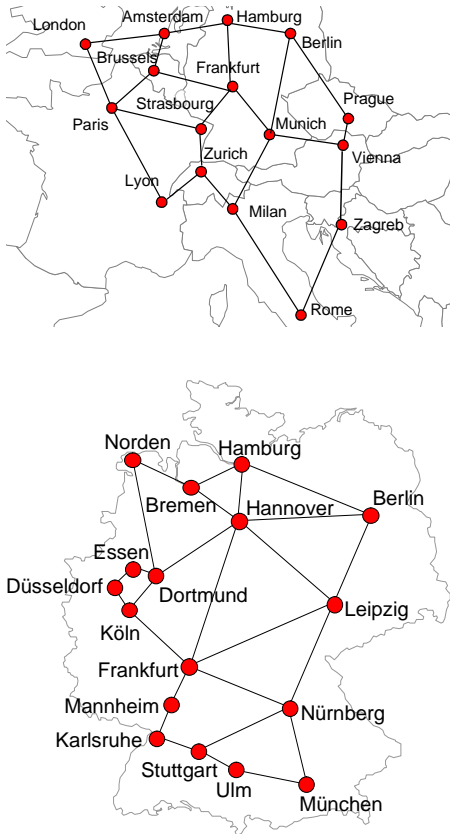 Amsterdam
Hamburg
London
Berlin
Brussels
Frankfurt
Prague
Strasbourg
Paris
Munich
Vienna
Zurich
Lyon
Milan
Zagreb
Rome
Norden
Hamburg
Bremen
Hannover
Berlin
Essen
Düsseldorf
Dortmund
Köln
Leipzig
Frankfurt
Mannheim
Nürnberg
Karlsruhe
Stuttgart
Ulm
München